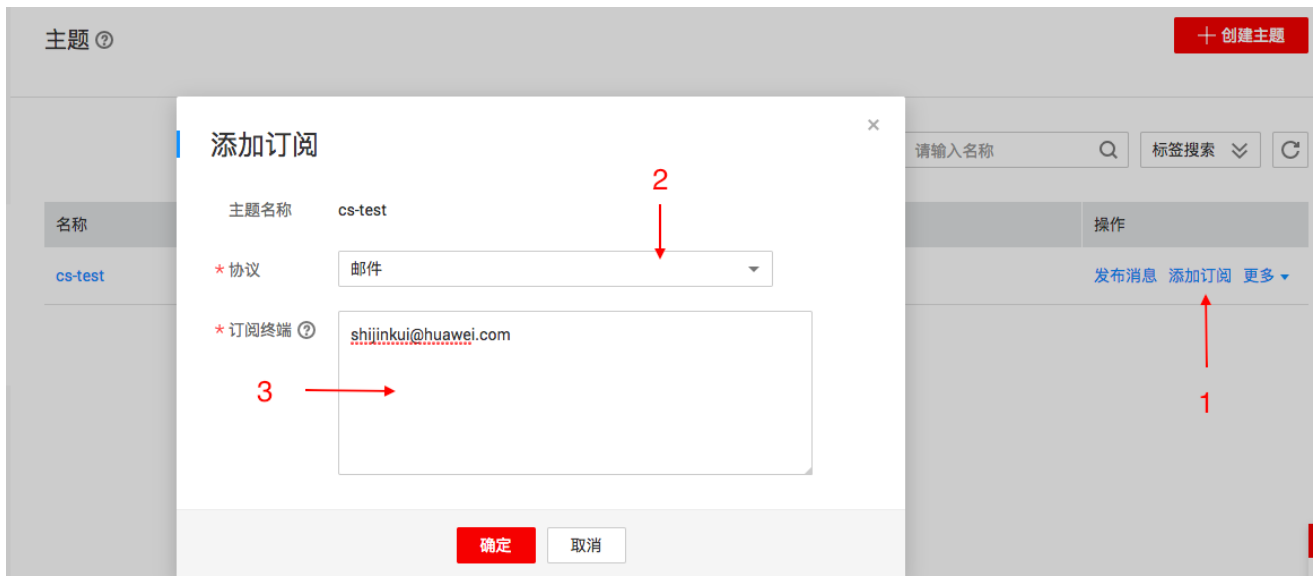 主题 ?
+ 创建主题
添加订阅
×
请输入名称
标签搜索
2
主题名称 cs-test
名称
操作
* 协议 邮件
cs-test
发布消息 添加订阅 更多
* 订阅终端 ?
shijinkui@huawei.com
3
1
确定 取消